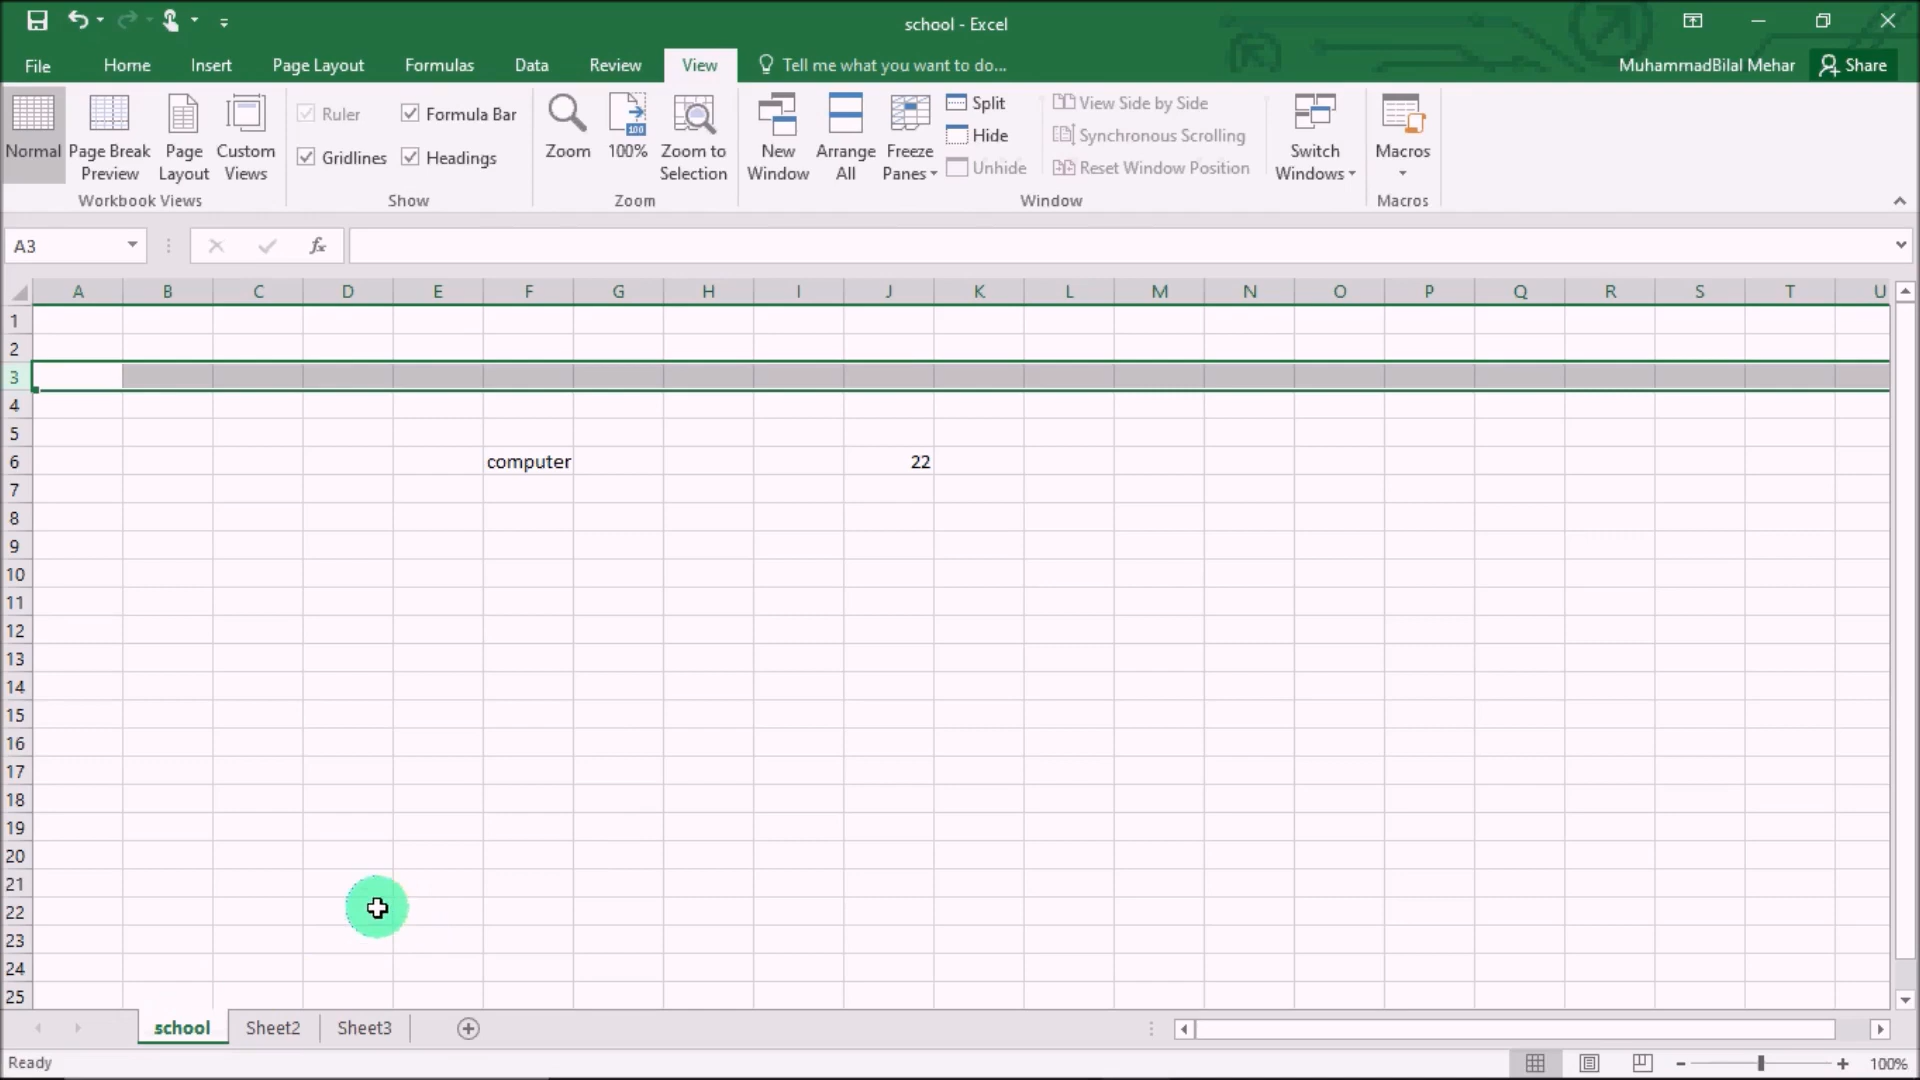 school - Excel
File Home Insert Page Layout Formulas Data Review View Tell me what you want to do... MuhammadBilal Mehar Share
Normal
Page Break Preview
Page Layout
Custom Views
Workbook Views
Ruler
Formula Bar
Gridlines
Headings
Show
Zoom
100
100%
Zoom to Selection
Zoom
New Window
Arrange All
Freeze Panes
Split
Hide
Unhide
View Side by Side
Synchronous Scrolling
Reset Window Position
Switch Windows
Window
Macros
Macros
A3 fx
A B C D E F G H I J K L M N O P Q R S T U
1
2
3
4
5
6 computer 22
7
8
9
10
11
12
13
14
15
16
17
18
19
20
21
22
23
24
25
school Sheet2 Sheet3
Ready 100%